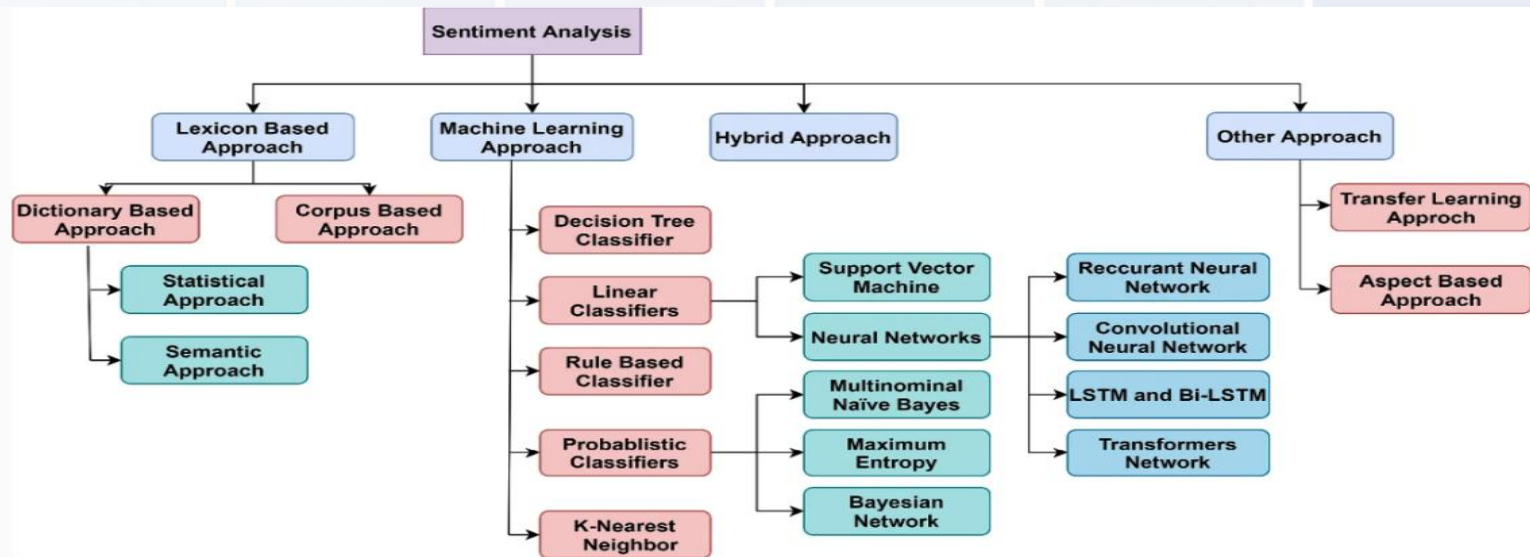 Sentiment Analysis
Lexicon Based
Approach
Machine Learning
Approach
Hybrid Approach
Other Approach
Dictionary Based
Approach
Corpus Based
Approach
Statistical
Approach
Semantic
Approach
Decision Tree
Classifier
Linear
Classifiers
Rule Based
Classifier
Probablistic
Classifiers
K-Nearest
Neighbor
Support Vector
Machine
Neural Networks
Multinominal
Naïve Bayes
Maximum
Entropy
Bayesian
Network
Reccurant Neural
Network
Convolutional
Neural Network
LSTM and Bi-LSTM
Transformers
Network
Transfer Learning
Approch
Aspect Based
Approach